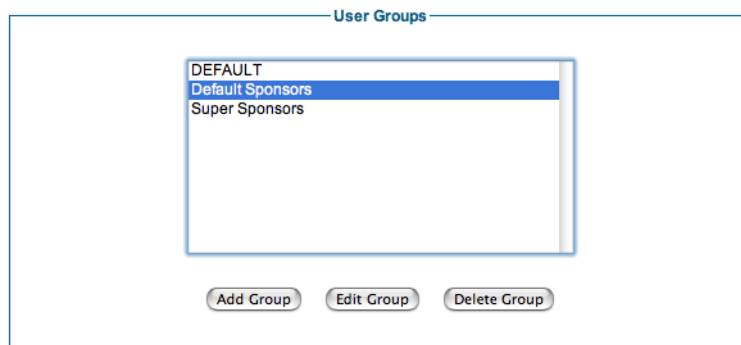 User Groups
DEFAULT
Default Sponsors
Super Sponsors
Add Group Edit Group Delete Group